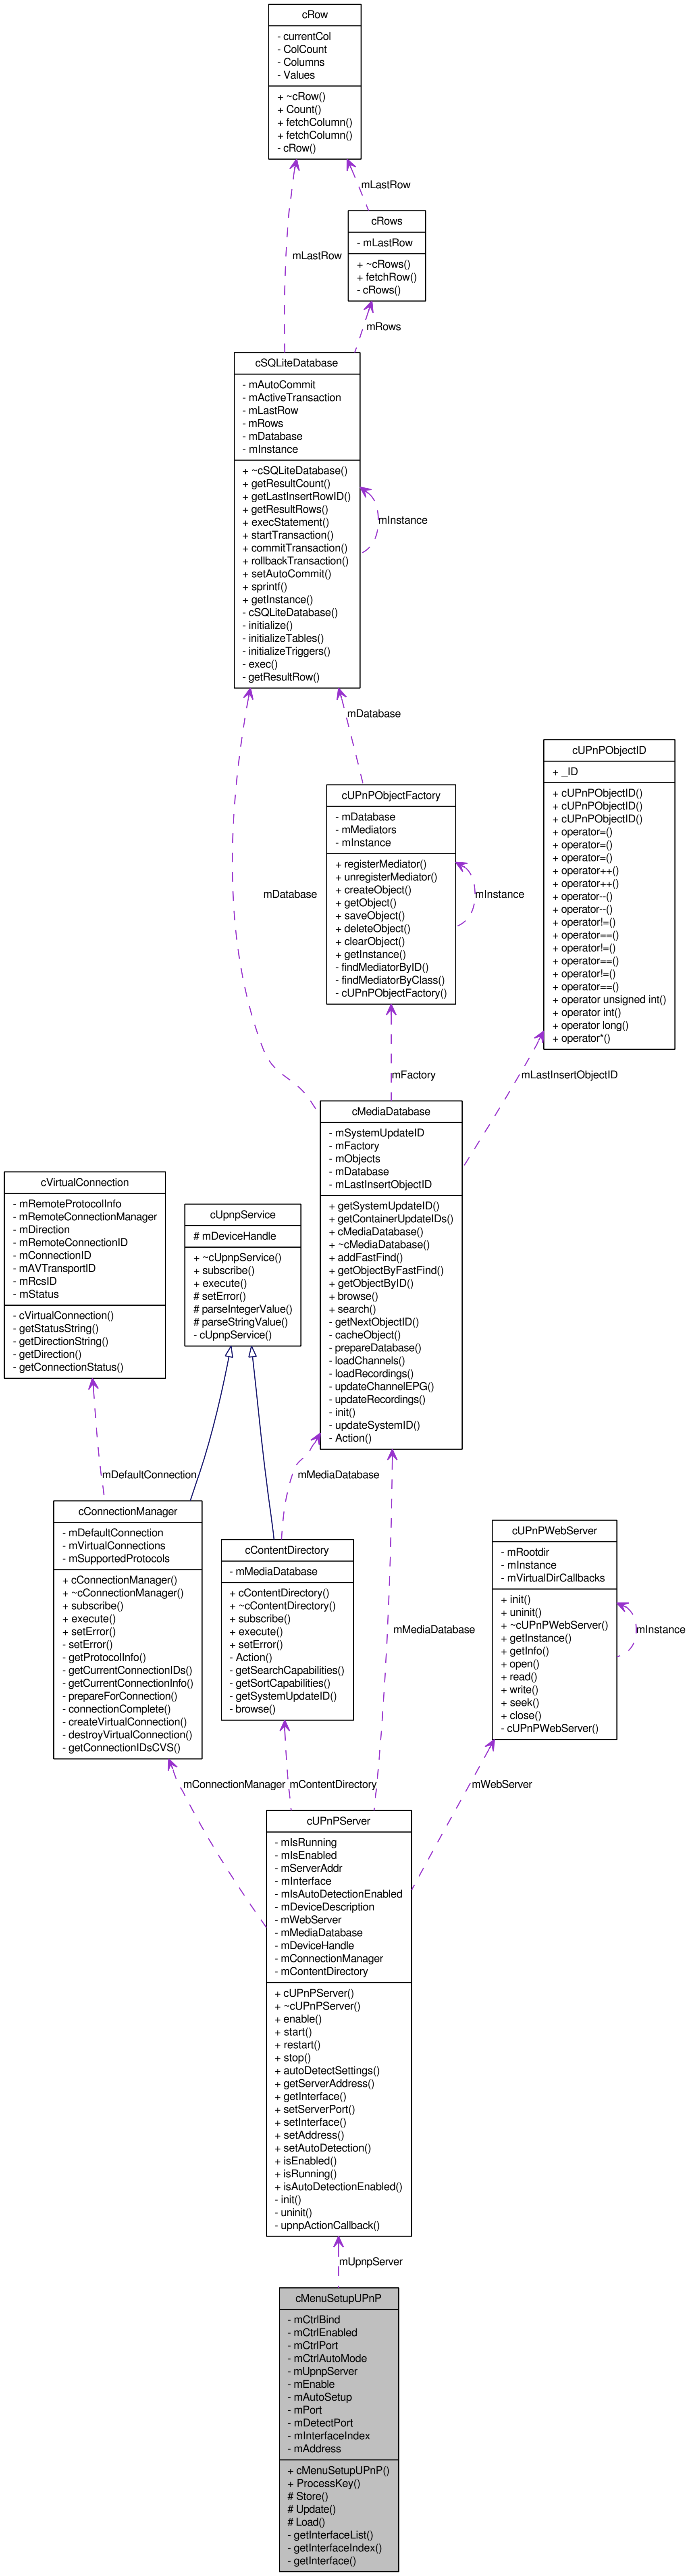 cRow
- currentCol
- ColCount
- Columns
- Values
+ ~cRow()
+ Count()
+ fetchColumn()
+ fetchColumn()
- cRow()
mLastRow
cRows
- mLastRow
+ ~cRows()
+ fetchRow()
- cRows()
mLastRow
mRows
cSQLiteDatabase
- mAutoCommit
- mActiveTransaction
- mLastRow
- mRows
- mDatabase
- mInstance
+ ~cSQLiteDatabase()
+ getResultCount()
+ getLastInsertRowID()
+ getResultRows()
+ execStatement()
+ startTransaction()
+ commitTransaction()
+ rollbackTransaction()
+ setAutoCommit()
+ sprintf()
+ getInstance()
- cSQLiteDatabase()
- initialize()
- initializeTables()
- initializeTriggers()
- exec()
- getResultRow()
mInstance
mDatabase
cUPnPObjectFactory
- mDatabase
- mMediators
- mInstance
+ registerMediator()
+ unregisterMediator()
+ createObject()
+ getObject()
+ saveObject()
+ deleteObject()
+ clearObject()
+ getInstance()
- findMediatorByID()
- findMediatorByClass()
- cUPnPObjectFactory()
mInstance
mDatabase
cUPnPObjectID
+ _ID
+ cUPnPObjectID()
+ cUPnPObjectID()
+ cUPnPObjectID()
+ operator=()
+ operator=()
+ operator=()
+ operator++()
+ operator++()
+ operator--()
+ operator--()
+ operator!=()
+ operator==()
+ operator!=()
+ operator==()
+ operator!=()
+ operator==()
+ operator unsigned int()
+ operator int()
+ operator long()
+ operator*()
mFactory
mLastInsertObjectID
cMediaDatabase
- mSystemUpdateID
- mFactory
- mObjects
- mDatabase
- mLastInsertObjectID
+ getSystemUpdateID()
+ getContainerUpdateIDs()
+ cMediaDatabase()
+ ~cMediaDatabase()
+ addFastFind()
+ getObjectByFastFind()
+ getObjectByID()
+ browse()
+ search()
- getNextObjectID()
- cacheObject()
- prepareDatabase()
- loadChannels()
- loadRecordings()
- updateChannelEPG()
- updateRecordings()
- init()
- updateSystemID()
- Action()
cVirtualConnection
- mRemoteProtocolInfo
- mRemoteConnectionManager
- mDirection
- mRemoteConnectionID
- mConnectionID
- mAVTransportID
- mRcsID
- mStatus
- cVirtualConnection()
- getStatusString()
- getDirectionString()
- getDirection()
- getConnectionStatus()
cUpnpService
# mDeviceHandle
+ ~cUpnpService()
+ subscribe()
+ execute()
# setError()
# parseIntegerValue()
# parseStringValue()
- cUpnpService()
mDefaultConnection
mMediaDatabase
cConnectionManager
- mDefaultConnection
- mVirtualConnections
- mSupportedProtocols
+ cConnectionManager()
+ ~cConnectionManager()
+ subscribe()
+ execute()
+ setError()
- setError()
- getProtocolInfo()
- getCurrentConnectionIDs()
- getCurrentConnectionInfo()
- prepareForConnection()
- connectionComplete()
- createVirtualConnection()
- destroyVirtualConnection()
- getConnectionIDsCVS()
cContentDirectory
- mMediaDatabase
+ cContentDirectory()
+ ~cContentDirectory()
+ subscribe()
+ execute()
+ setError()
- Action()
- getSearchCapabilities()
- getSortCapabilities()
- getSystemUpdateID()
- browse()
mMediaDatabase
cUPnPWebServer
- mRootdir
- mInstance
- mVirtualDirCallbacks
+ init()
+ uninit()
+ ~cUPnPWebServer()
+ getInstance()
+ getInfo()
+ open()
+ read()
+ write()
+ seek()
+ close()
- cUPnPWebServer()
mInstance
mConnectionManager
mContentDirectory
mWebServer
cUPnPServer
- mIsRunning
- mIsEnabled
- mServerAddr
- mInterface
- mIsAutoDetectionEnabled
- mDeviceDescription
- mWebServer
- mMediaDatabase
- mDeviceHandle
- mConnectionManager
- mContentDirectory
+ cUPnPServer()
+ ~cUPnPServer()
+ enable()
+ start()
+ restart()
+ stop()
+ autoDetectSettings()
+ getServerAddress()
+ getInterface()
+ setServerPort()
+ setInterface()
+ setAddress()
+ setAutoDetection()
+ isEnabled()
+ isRunning()
+ isAutoDetectionEnabled()
- init()
- uninit()
- upnpActionCallback()
mUpnpServer
cMenuSetupUPnP
- mCtrlBind
- mCtrlEnabled
- mCtrlPort
- mCtrlAutoMode
- mUpnpServer
- mEnable
- mAutoSetup
- mPort
- mDetectPort
- mInterfaceIndex
- mAddress
+ cMenuSetupUPnP()
+ ProcessKey()
# Store()
# Update()
# Load()
- getInterfaceList()
- getInterfaceIndex()
- getInterface()